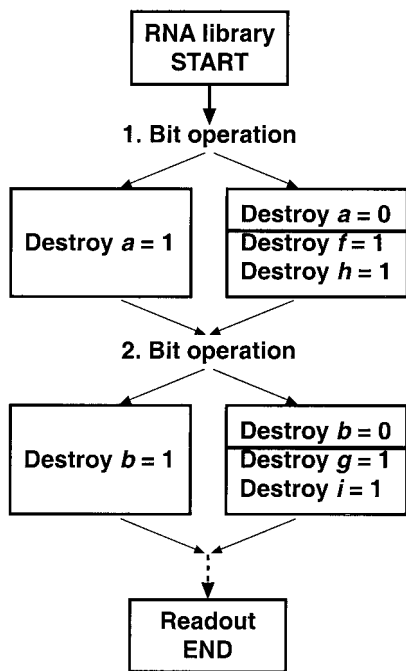 RNA library
START
1. Bit operation
Destroy a = 1
Destroy a = 0
Destroy f = 1
Destroy h = 1
2. Bit operation
Destroy b = 1
Destroy b = 0
Destroy g = 1
Destroy i = 1
Readout
END